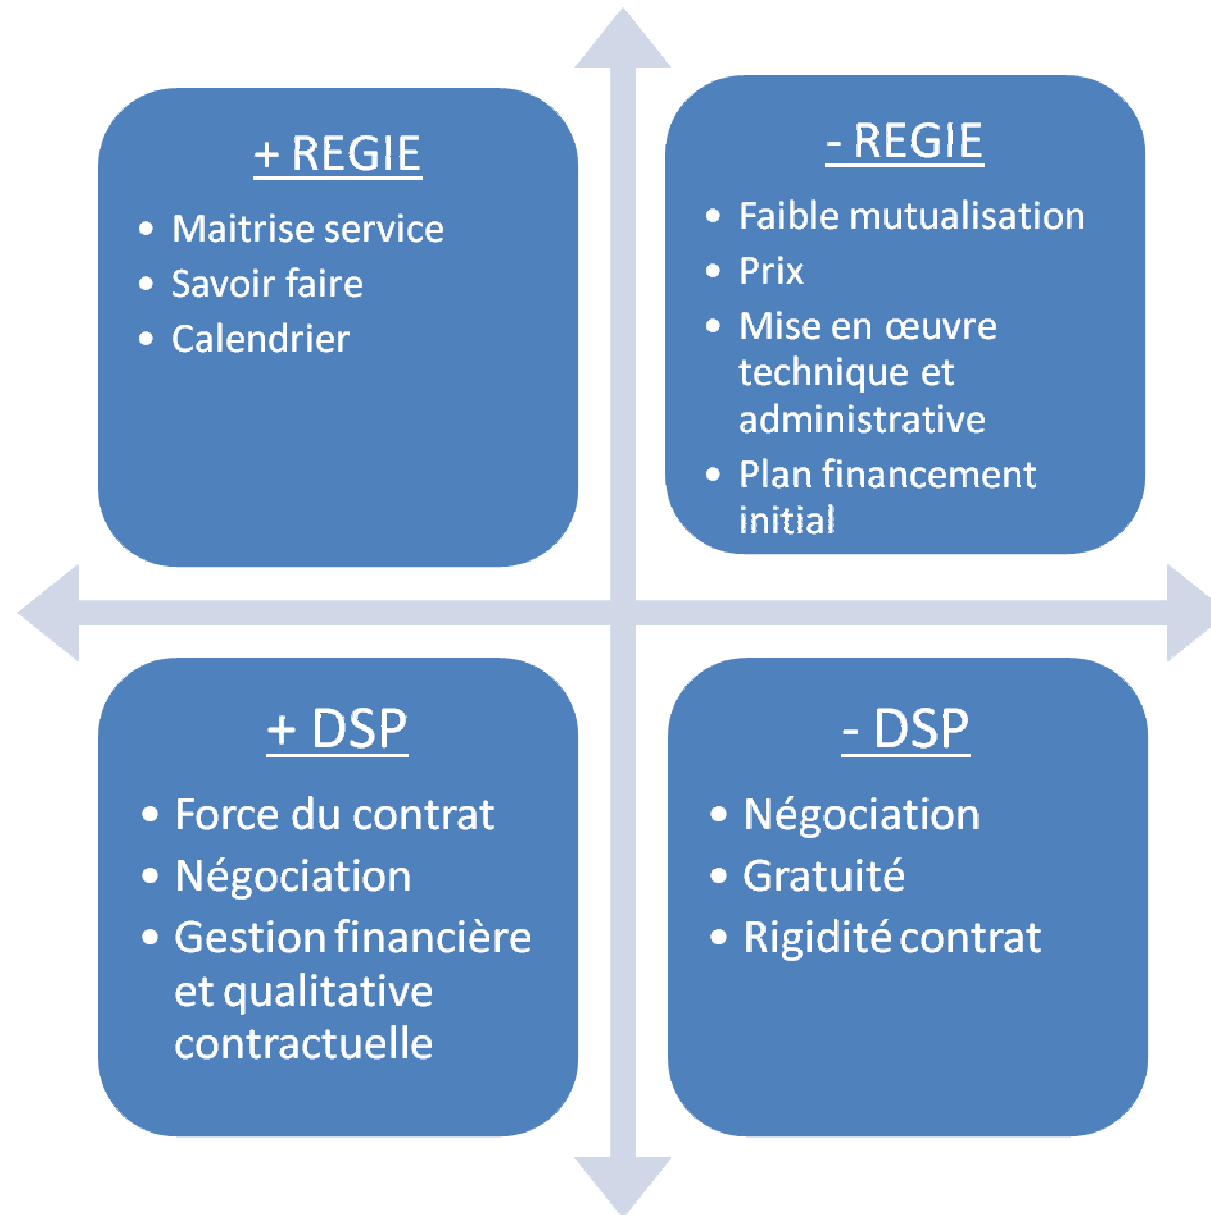 + REGIE
• Maitrise service
• Savoir faire
• Calendrier
- REGIE
• Faible mutualisation
• Prix
• Mise en œuvre
technique et
administrative
• Plan financement
initial
+ DSP
• Force du contrat
• Négociation
• Gestion financière
et qualitative
contractuelle
- DSP
• Négociation
• Gratuité
• Rigidité contrat